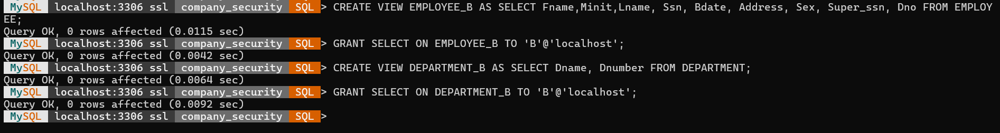 MySQL localhost:3306 ssl company_security SQL > CREATE VIEW EMPLOYEE_B AS SELECT Fname,Minit,Lname, Ssn, Bdate, Address, Sex, Super_ssn, Dno FROM EMPLOY
EE;
Query OK, 0 rows affected (0.0115 sec)
MySQL localhost:3306 ssl company_security SQL > GRANT SELECT ON EMPLOYEE_B TO 'B'@'localhost';
Query OK, 0 rows affected (0.0042 sec)
MySQL localhost:3306 ssl company_security SQL > CREATE VIEW DEPARTMENT_B AS SELECT Dname, Dnumber FROM DEPARTMENT;
Query OK, 0 rows affected (0.0064 sec)
MySQL localhost:3306 ssl company_security SQL > GRANT SELECT ON DEPARTMENT_B TO 'B'@'localhost';
Query OK, 0 rows affected (0.0092 sec)
MySQL localhost:3306 ssl company_security SQL >